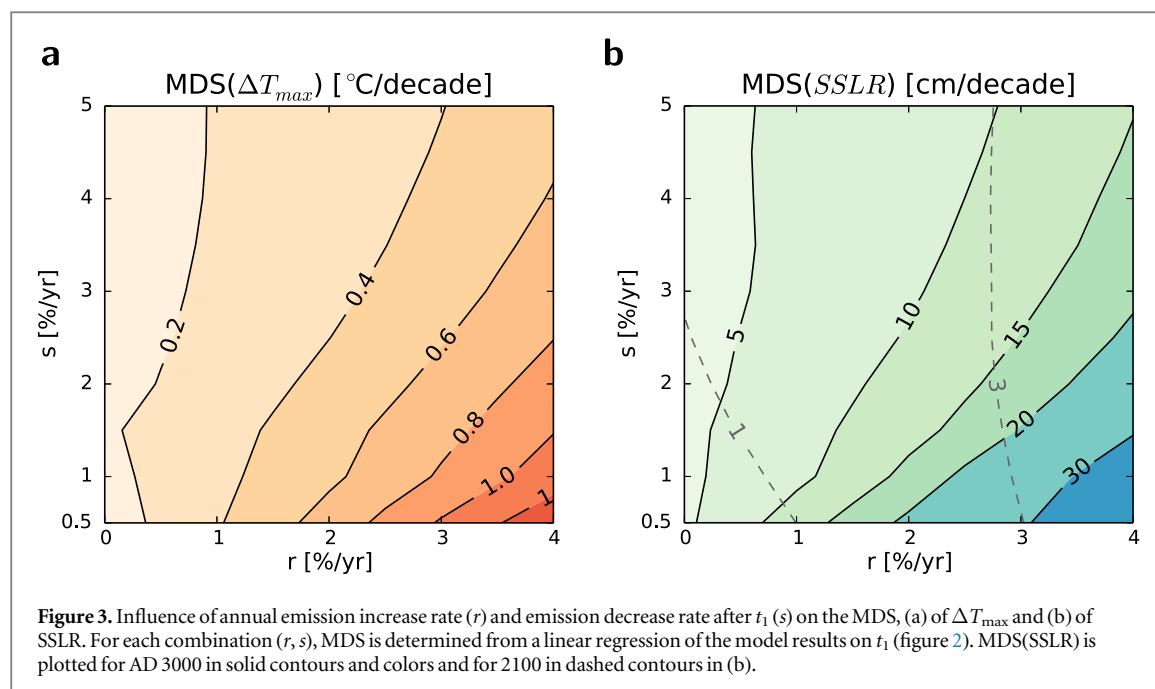 a
MDS(ΔT_max) [°C/decade]
5
4
3
2
1
0.5
s [%/yr]
0.2
0.4
0.6
0.8
1.0
1
0 1 2 3 4
r [%/yr]
b
MDS(SSLR) [cm/decade]
5
4
3
2
1
0.5
s [%/yr]
5
10
15
20
30
1
3
0 1 2 3 4
r [%/yr]
Figure 3. Influence of annual emission increase rate (r) and emission decrease rate after t₁ (s) on the MDS, (a) of ΔT_max and (b) of
SSLR. For each combination (r, s), MDS is determined from a linear regression of the model results on t₁ (figure 2). MDS(SSLR) is
plotted for AD 3000 in solid contours and colors and for 2100 in dashed contours in (b).